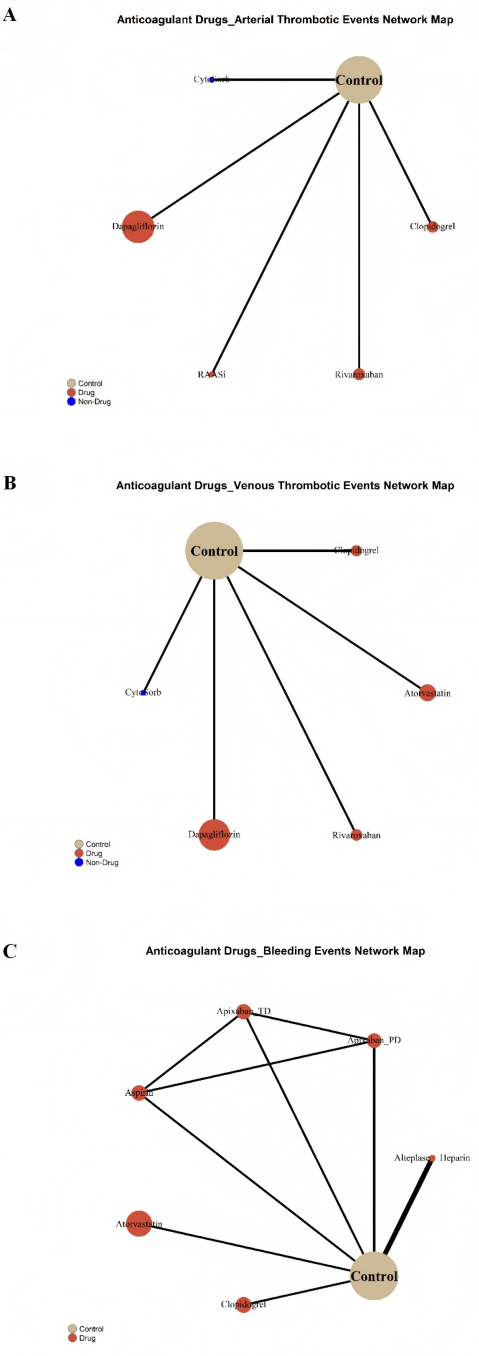 A
Anticoagulant Drugs_Arterial Thrombotic Events Network Map
CytoSorb
Control
Dapagliflozin
Clopidogrel
RAASi
Rivaroxaban
Control
Drug
Non-Drug
B
Anticoagulant Drugs_Venous Thrombotic Events Network Map
Control
Clopidogrel
CytoSorb
Atorvastatin
Dapagliflozin
Rivaroxaban
Control
Drug
Non-Drug
C
Anticoagulant Drugs_Bleeding Events Network Map
Apixaban_TD
Apixaban_PD
Aspirin
Alteplase Heparin
Atorvastatin
Control
Clopidogrel
Control
Drug